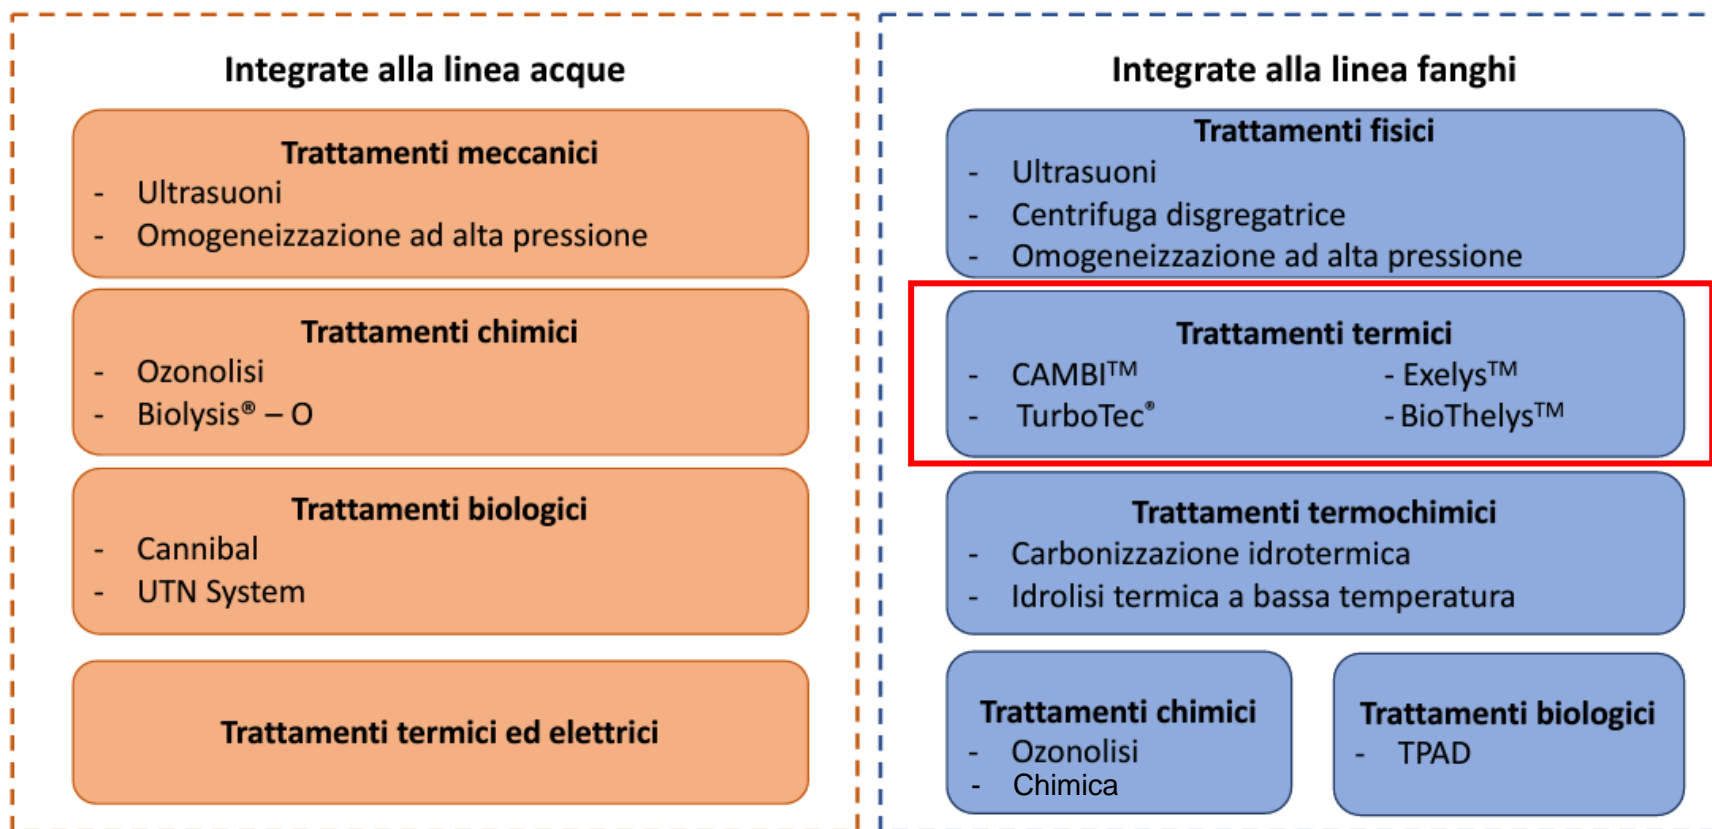 Integrate alla linea acque
Trattamenti meccanici
- Ultrasuoni
- Omogeneizzazione ad alta pressione
Trattamenti chimici
- Ozonolisi
- Biolysis® – O
Trattamenti biologici
- Cannibal
- UTN System
Trattamenti termici ed elettrici
Integrate alla linea fanghi
Trattamenti fisici
- Ultrasuoni
- Centrifuga disgregatrice
- Omogeneizzazione ad alta pressione
Trattamenti termici
- CAMBI™ - Exelys™
- TurboTec® - BioThelys™
Trattamenti termochimici
- Carbonizzazione idrotermica
- Idrolisi termica a bassa temperatura
Trattamenti chimici
- Ozonolisi
- Chimica
Trattamenti biologici
- TPAD